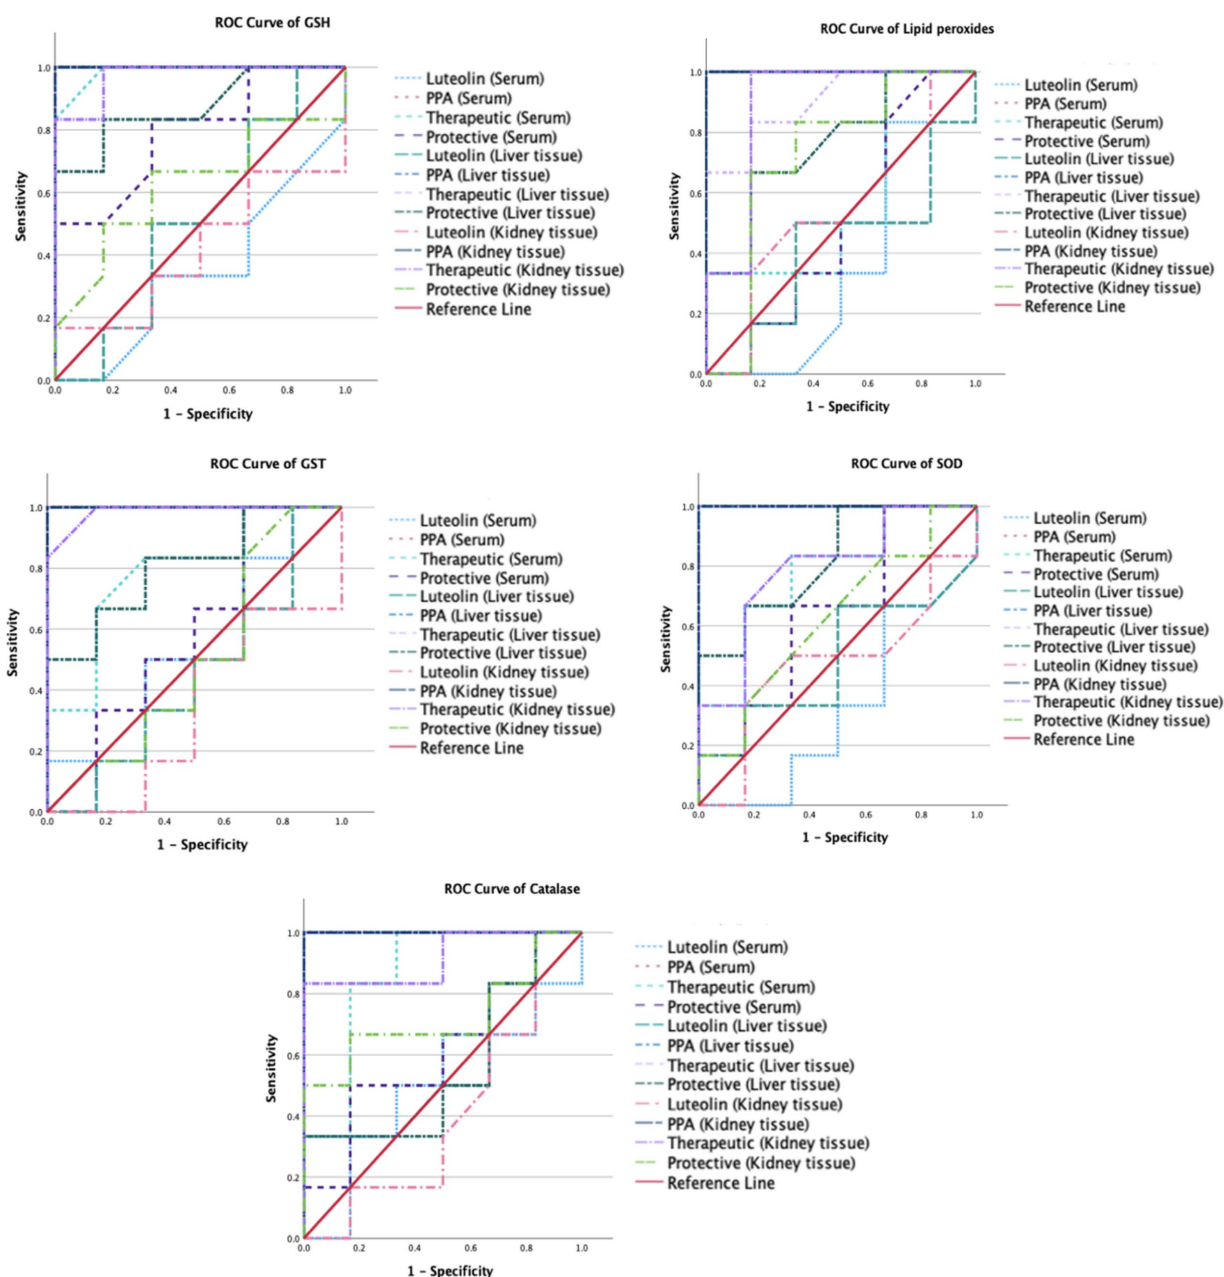 ROC Curve of GSH
1.0
0.8
0.6
0.4
0.2
0.0
Sensitivity
0.0 0.2 0.4 0.6 0.8 1.0
1 - Specificity
Luteolin (Serum)
PPA (Serum)
Therapeutic (Serum)
Protective (Serum)
Luteolin (Liver tissue)
PPA (Liver tissue)
Therapeutic (Liver tissue)
Protective (Liver tissue)
Luteolin (Kidney tissue)
PPA (Kidney tissue)
Therapeutic (Kidney tissue)
Protective (Kidney tissue)
Reference Line
ROC Curve of Lipid peroxides
1.0
0.8
0.6
0.4
0.2
0.0
Sensitivity
0.0 0.2 0.4 0.6 0.8 1.0
1 - Specificity
Luteolin (Serum)
PPA (Serum)
Therapeutic (Serum)
Protective (Serum)
Luteolin (Liver tissue)
PPA (Liver tissue)
Therapeutic (Liver tissue)
Protective (Liver tissue)
Luteolin (Kidney tissue)
PPA (Kidney tissue)
Therapeutic (Kidney tissue)
Protective (Kidney tissue)
Reference Line
ROC Curve of GST
1.0
0.8
0.6
0.4
0.2
0.0
Sensitivity
0.0 0.2 0.4 0.6 0.8 1.0
1 - Specificity
Luteolin (Serum)
PPA (Serum)
Therapeutic (Serum)
Protective (Serum)
Luteolin (Liver tissue)
PPA (Liver tissue)
Therapeutic (Liver tissue)
Protective (Liver tissue)
Luteolin (Kidney tissue)
PPA (Kidney tissue)
Therapeutic (Kidney tissue)
Protective (Kidney tissue)
Reference Line
ROC Curve of SOD
1.0
0.8
0.6
0.4
0.2
0.0
Sensitivity
0.0 0.2 0.4 0.6 0.8 1.0
1 - Specificity
Luteolin (Serum)
PPA (Serum)
Therapeutic (Serum)
Protective (Serum)
Luteolin (Liver tissue)
PPA (Liver tissue)
Therapeutic (Liver tissue)
Protective (Liver tissue)
Luteolin (Kidney tissue)
PPA (Kidney tissue)
Therapeutic (Kidney tissue)
Protective (Kidney tissue)
Reference Line
ROC Curve of Catalase
1.0
0.8
0.6
0.4
0.2
0.0
Sensitivity
0.0 0.2 0.4 0.6 0.8 1.0
1 - Specificity
Luteolin (Serum)
PPA (Serum)
Therapeutic (Serum)
Protective (Serum)
Luteolin (Liver tissue)
PPA (Liver tissue)
Therapeutic (Liver tissue)
Protective (Liver tissue)
Luteolin (Kidney tissue)
PPA (Kidney tissue)
Therapeutic (Kidney tissue)
Protective (Kidney tissue)
Reference Line